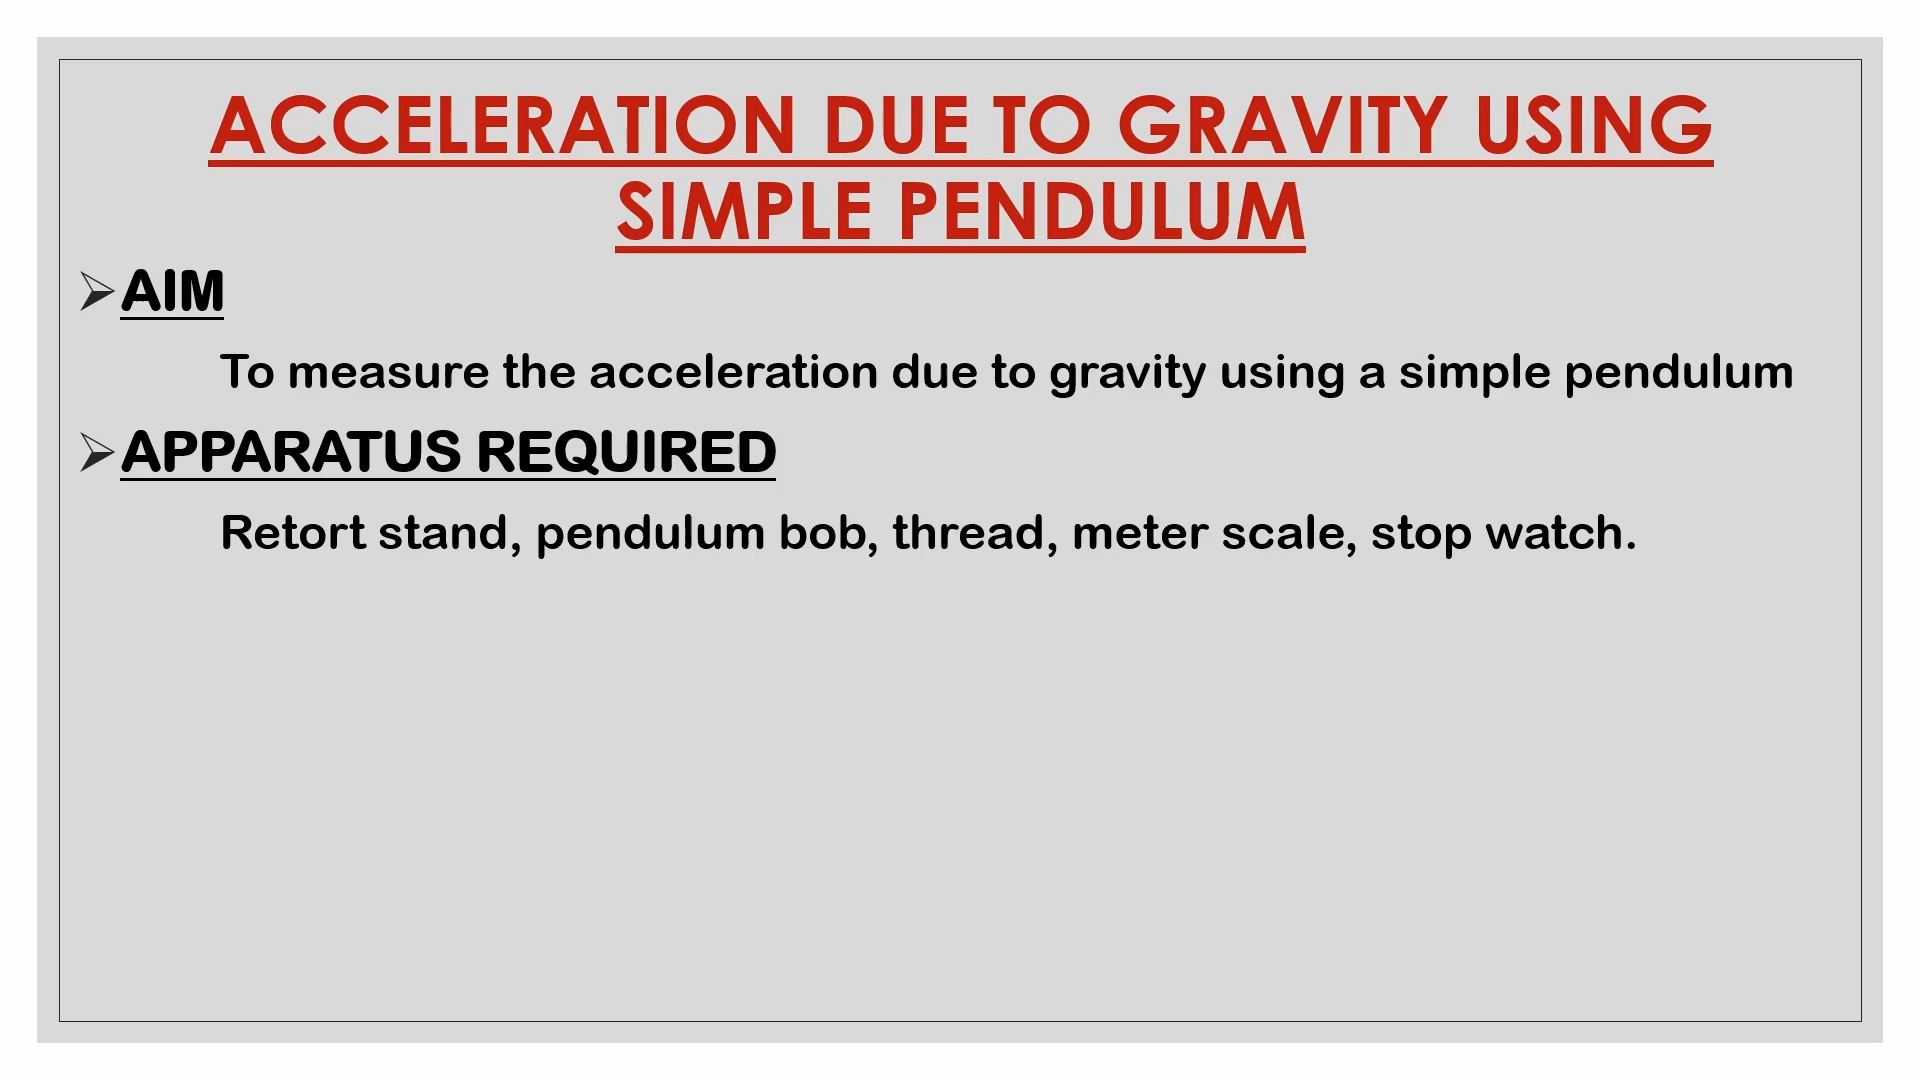 ACCELERATION DUE TO GRAVITY USING
SIMPLE PENDULUM
AIM
To measure the acceleration due to gravity using a simple pendulum
APPARATUS REQUIRED
Retort stand, pendulum bob, thread, meter scale, stop watch.